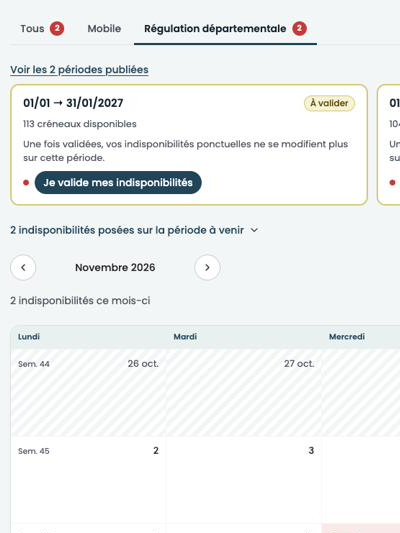 Tous 2 Mobile Régulation départementale 2
Voir les 2 périodes publiées
01/01 → 31/01/2027 À valider
113 créneaux disponibles
Une fois validées, vos indisponibilités ponctuelles ne se modifient plus
sur cette période.
Je valide mes indisponibilités
2 indisponibilités posées sur la période à venir
Novembre 2026
2 indisponibilités ce mois-ci
Lundi Mardi Mercredi
Sem. 44 26 oct. 27 oct.
Sem. 45 2 3